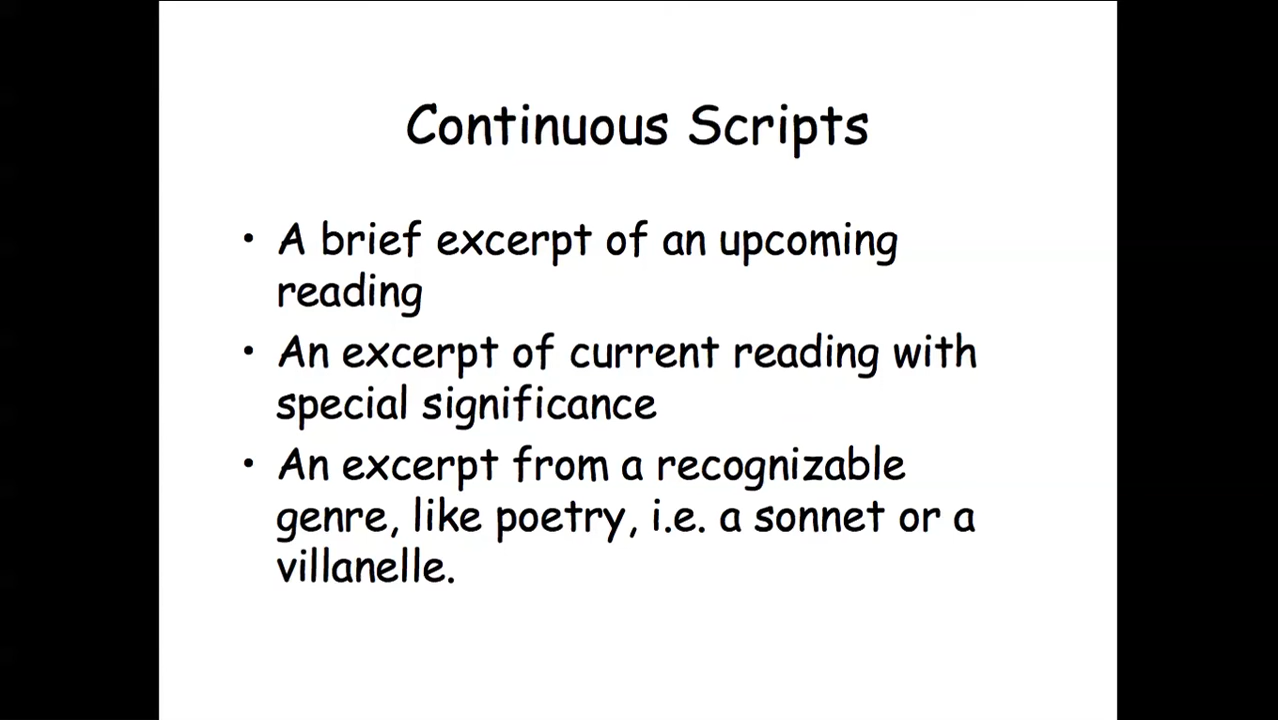 Continuous Scripts
• A brief excerpt of an upcoming
reading
• An excerpt of current reading with
special significance
• An excerpt from a recognizable
genre, like poetry, i.e. a sonnet or a
villanelle.